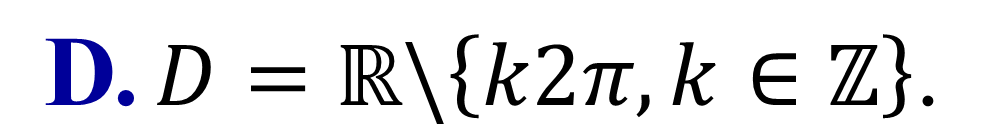 D. D = ℝ\{k2π, k ∈ ℤ}.